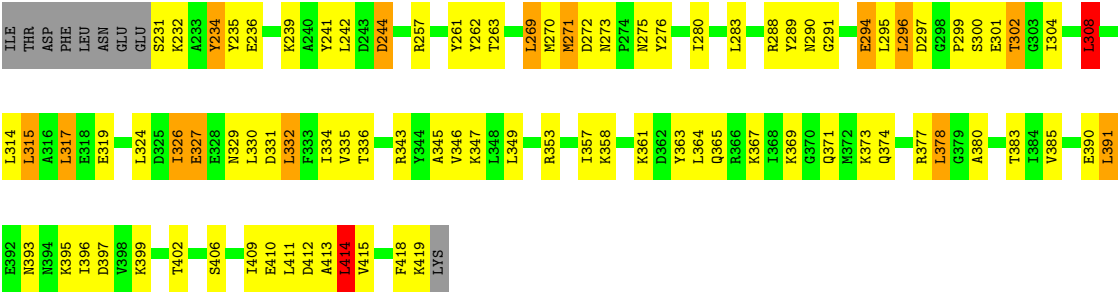 ILE THR ASP PHE LEU ASN GLU GLU S231 K232 A233 Y234 Y235 E236 K239 A240 Y241 L242 D243 D244 R257 Y261 Y262 T263 L269 M270 M271 D272 N273 P274 N275 Y276 I280 L283 R288 Y289 N290 G291 E294 L295 L296 D297 G298 P299 S300 E301 T302 G303 I304 L308
L314 L315 A316 L317 E318 E319 L324 D325 I326 E327 E328 N329 L330 D331 L332 F333 I334 V335 T336 R343 Y344 A345 V346 K347 L348 L349 R353 I357 K358 K361 D362 Y363 L364 Q365 R366 K367 I368 K369 G370 Q371 M372 K373 Q374 R377 L378 G379 A380 T383 I384 V385 E390 L391
E392 N393 N394 K395 I396 D397 V398 K399 T402 S406 I409 E410 L411 D412 A413 L414 V415 F418 K419 LYS